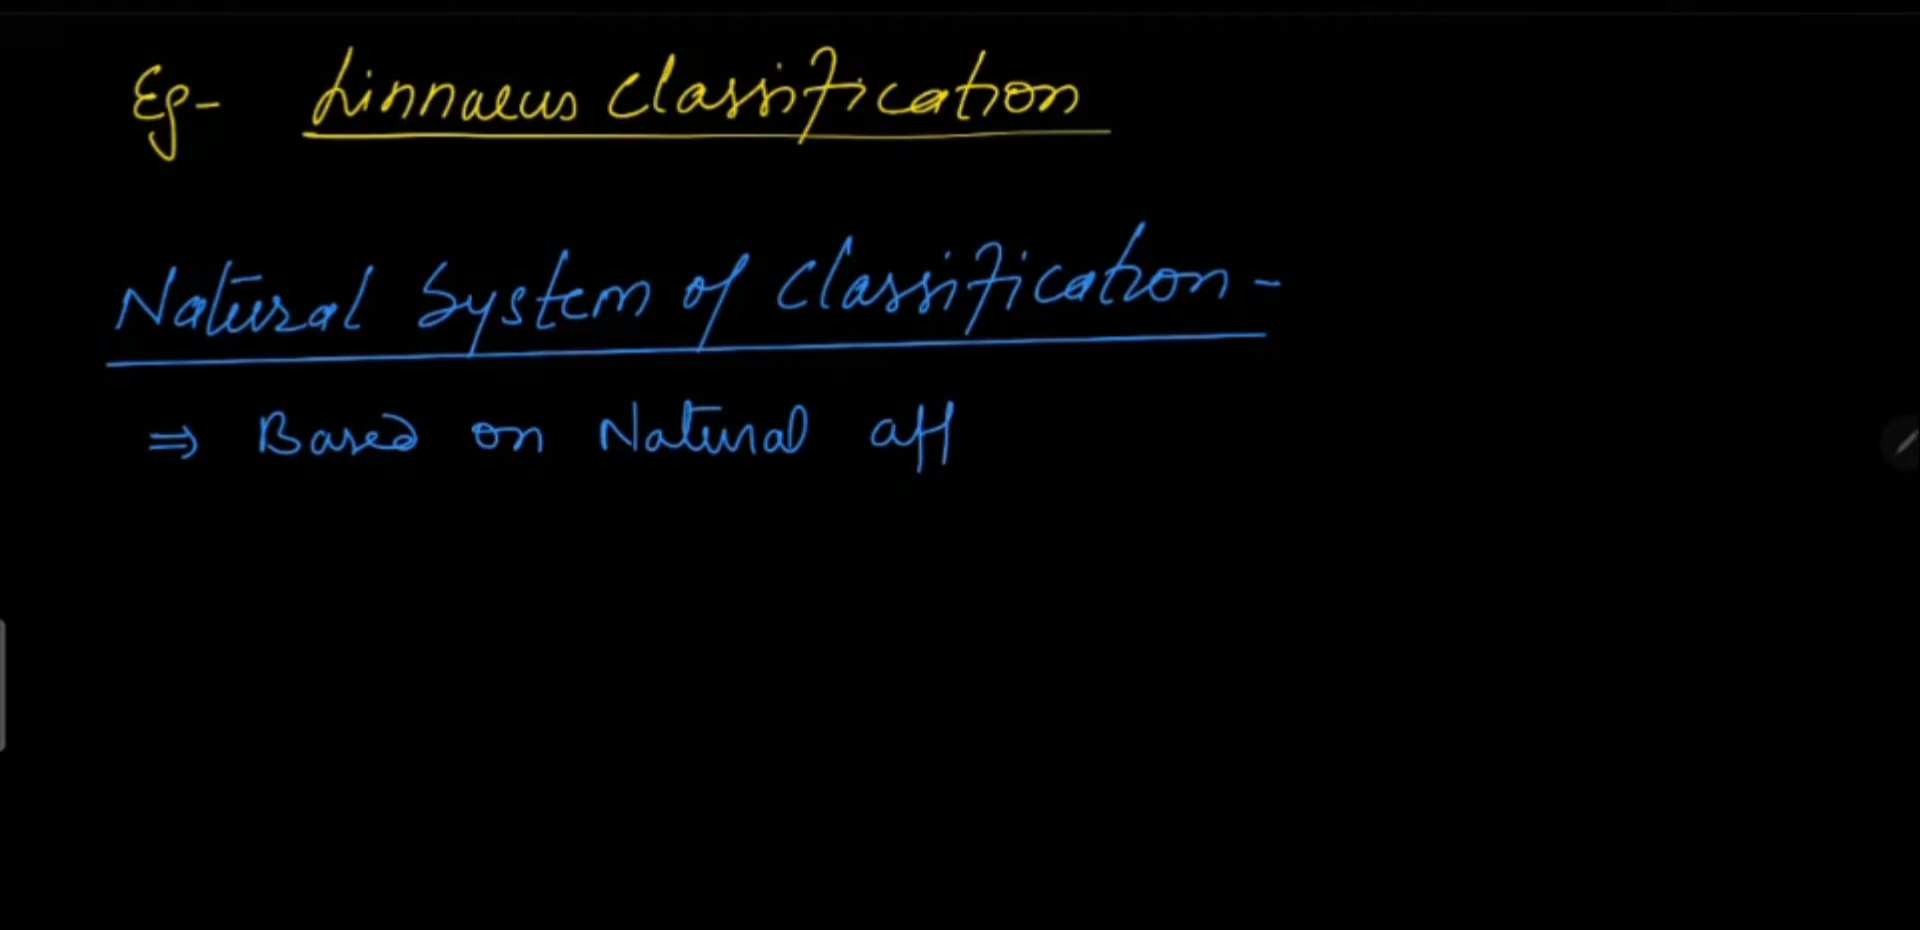 Eg- Linnaeus Classification
Natural System of Classification-
⇒ Based on Natural aff